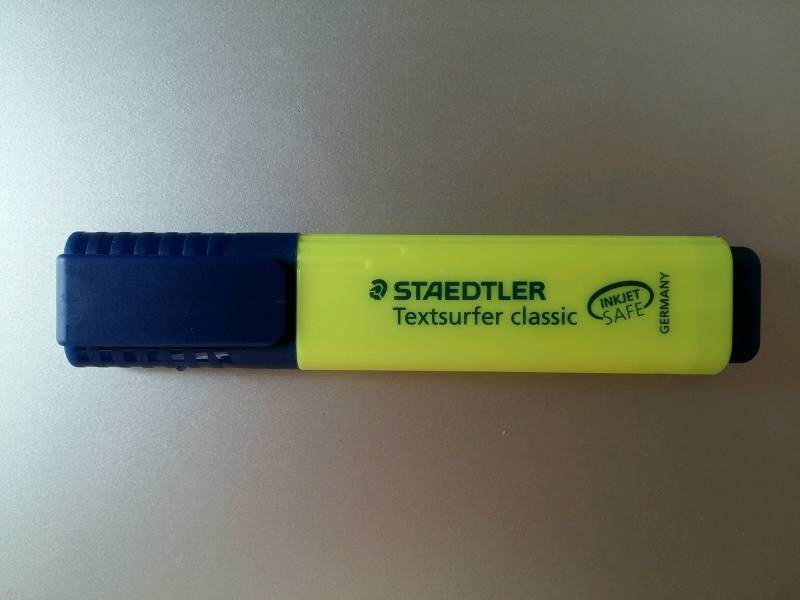 STAEDTLER
Textsurfer classic
INKJET
SAFE
GERMANY